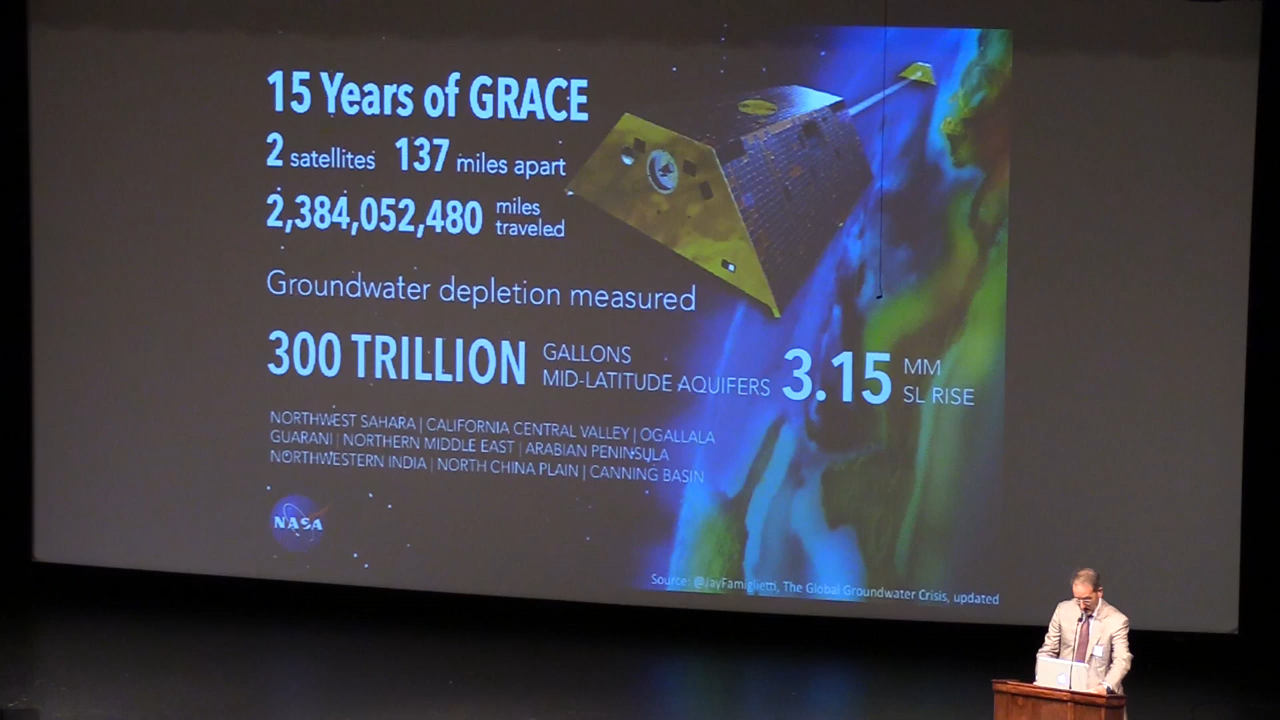 15 Years of GRACE
2 satellites 137 miles apart
2,384,052,480 miles traveled
Groundwater depletion measured
300 TRILLION GALLONS MID-LATITUDE AQUIFERS 3.15 MM SL RISE
NORTHWEST SAHARA | CALIFORNIA CENTRAL VALLEY | OGALLALA
GUARANI | NORTHERN MIDDLE EAST | ARABIAN PENINSULA
NORTHWESTERN INDIA | NORTH CHINA PLAIN | CANNING BASIN
NASA
Source: @JayFamiglietti, The Global Groundwater Crisis, updated